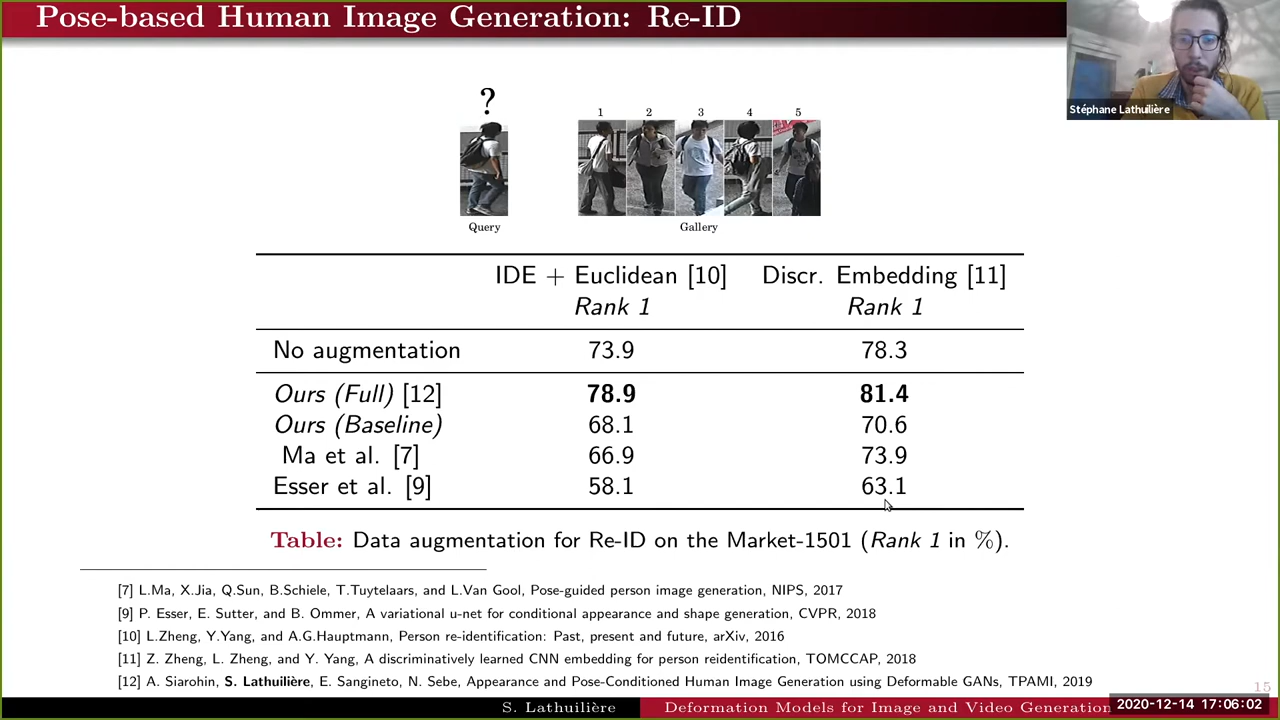 Pose-based Human Image Generation: Re-ID
Stéphane Lathuilière
?
1 2 3 4 5
Query
Gallery
IDE + Euclidean [10] Discr. Embedding [11]
Rank 1 Rank 1
No augmentation 73.9 78.3
Ours (Full) [12] 78.9 81.4
Ours (Baseline) 68.1 70.6
Ma et al. [7] 66.9 73.9
Esser et al. [9] 58.1 63.1
Table: Data augmentation for Re-ID on the Market-1501 (Rank 1 in %).
[7] L.Ma, X.Jia, Q.Sun, B.Schiele, T.Tuytelaars, and L.Van Gool, Pose-guided person image generation, NIPS, 2017
[9] P. Esser, E. Sutter, and B. Ommer, A variational u-net for conditional appearance and shape generation, CVPR, 2018
[10] L.Zheng, Y.Yang, and A.G.Hauptmann, Person re-identification: Past, present and future, arXiv, 2016
[11] Z. Zheng, L. Zheng, and Y. Yang, A discriminatively learned CNN embedding for person reidentification, TOMCCAP, 2018
[12] A. Siarohin, S. Lathuilière, E. Sangineto, N. Sebe, Appearance and Pose-Conditioned Human Image Generation using Deformable GANs, TPAMI, 2019
15
S. Lathuilière Deformation Models for Image and Video Generation
2020-12-14 17:06:02